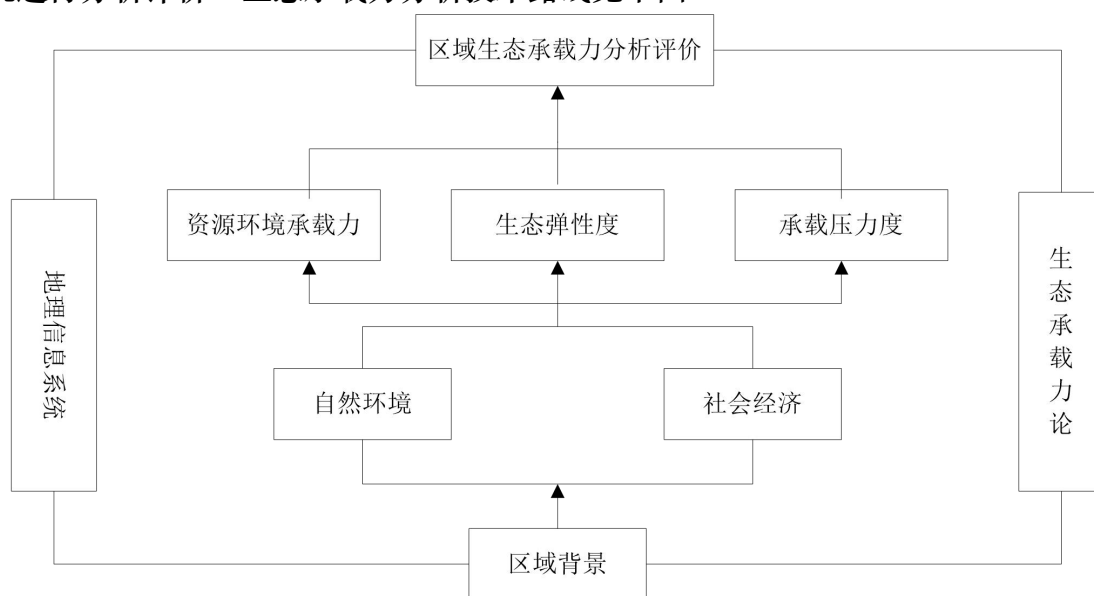 区域生态承载力分析评价
资源环境承载力
生态弹性度
承载压力度
地理信息系统
生态承载力论
自然环境
社会经济
区域背景